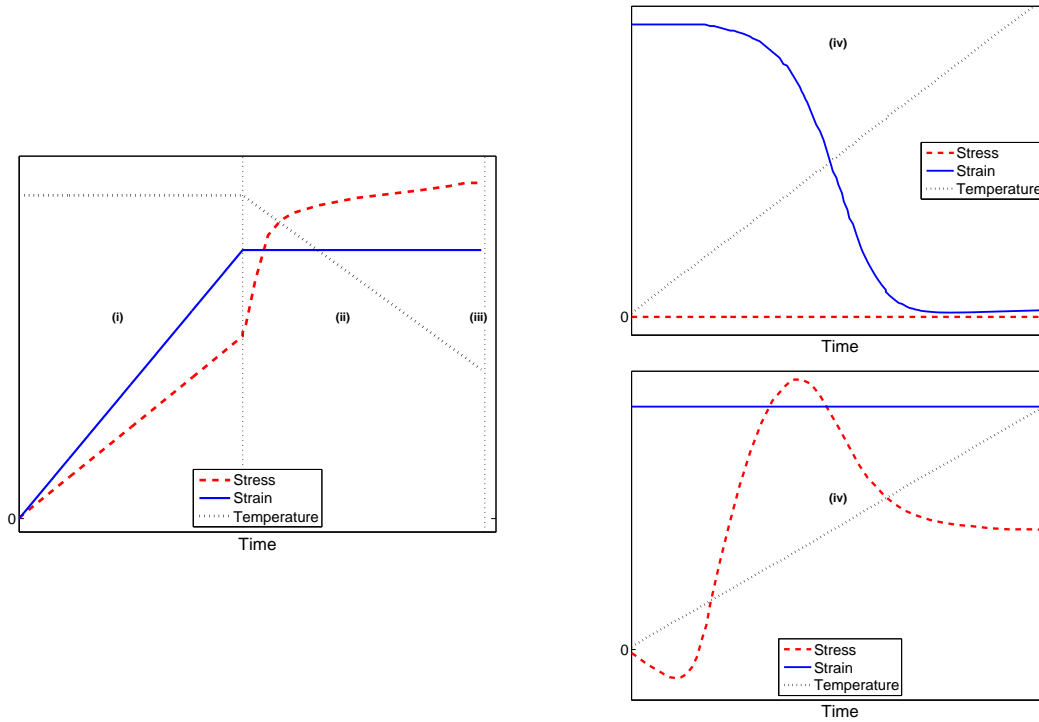 (i)
(ii)
(iii)
0
Stress
Strain
Temperature
Time
(iv)
Stress
Strain
Temperature
0
Time
(iv)
0
Stress
Strain
Temperature
Time